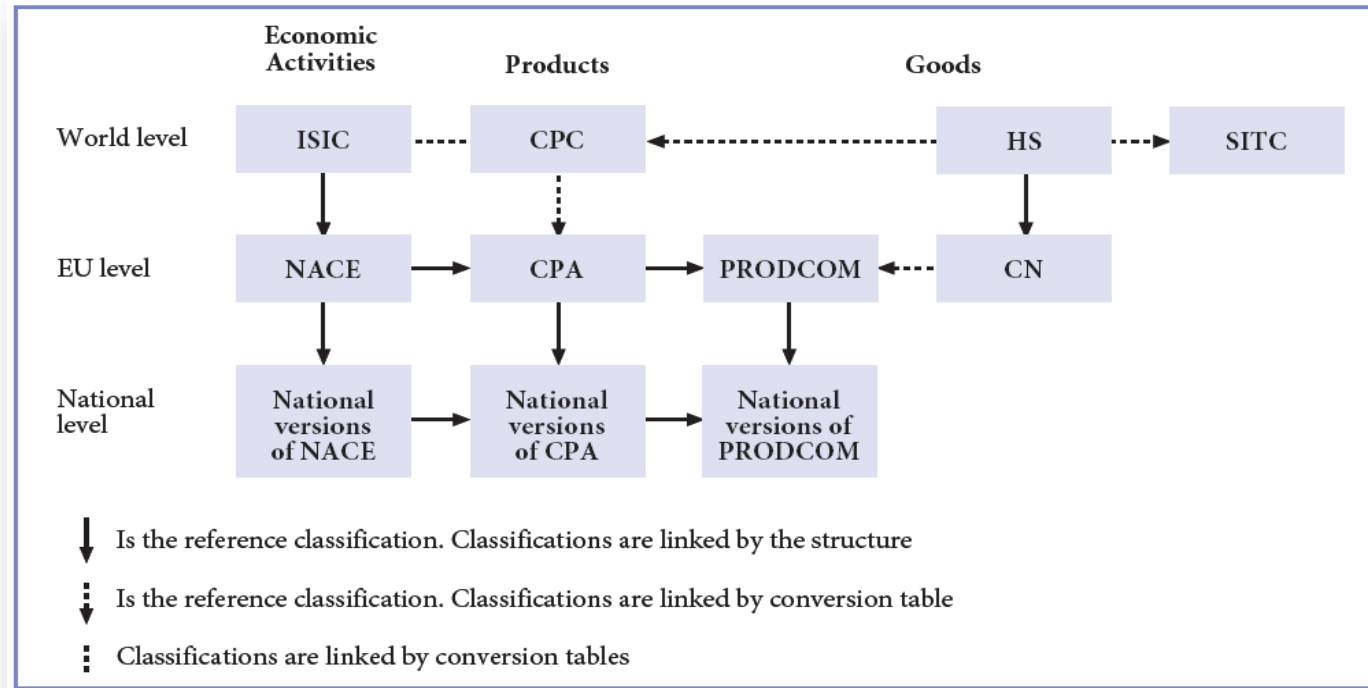 Economic
Activities
Products
Goods
World level
ISIC
CPC
HS
SITC
EU level
NACE
CPA
PRODCOM
CN
National
level
National
versions
of NACE
National
versions
of CPA
National
versions of
PRODCOM
Is the reference classification. Classifications are linked by the structure
Is the reference classification. Classifications are linked by conversion table
Classifications are linked by conversion tables